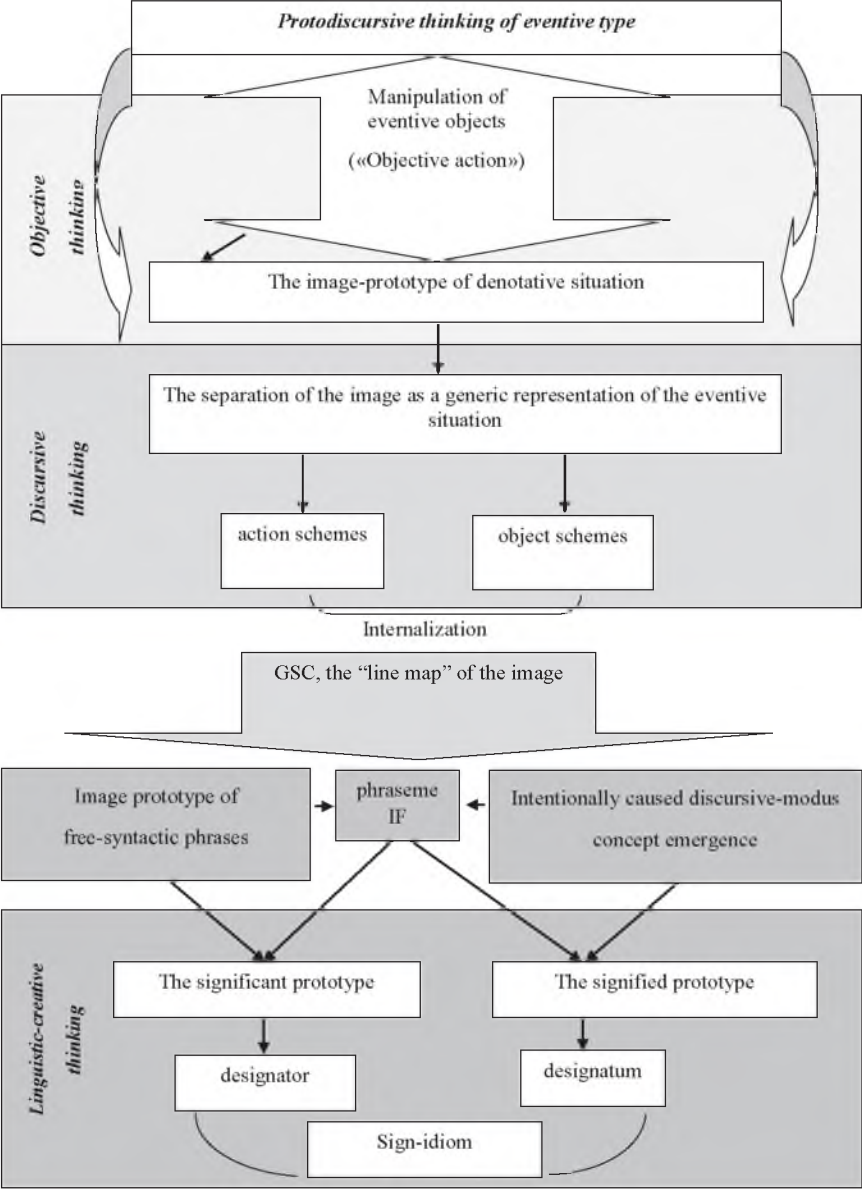 Protodiscursive thinking of eventive type
Manipulation of
eventive objects
(«Objective action»)
Objective
thinking
The image-prototype of denotative situation
Discursive
thinking
The separation of the image as a generic representation of the eventive
situation
action schemes
object schemes
Internalization
GSC, the “line map” of the image
Image prototype of
free-syntactic phrases
phraseme
IF
Intentionally caused discursive-modus
concept emergence
Linguistic-creative
thinking
The significant prototype
The signified prototype
designator
designatum
Sign-idiom